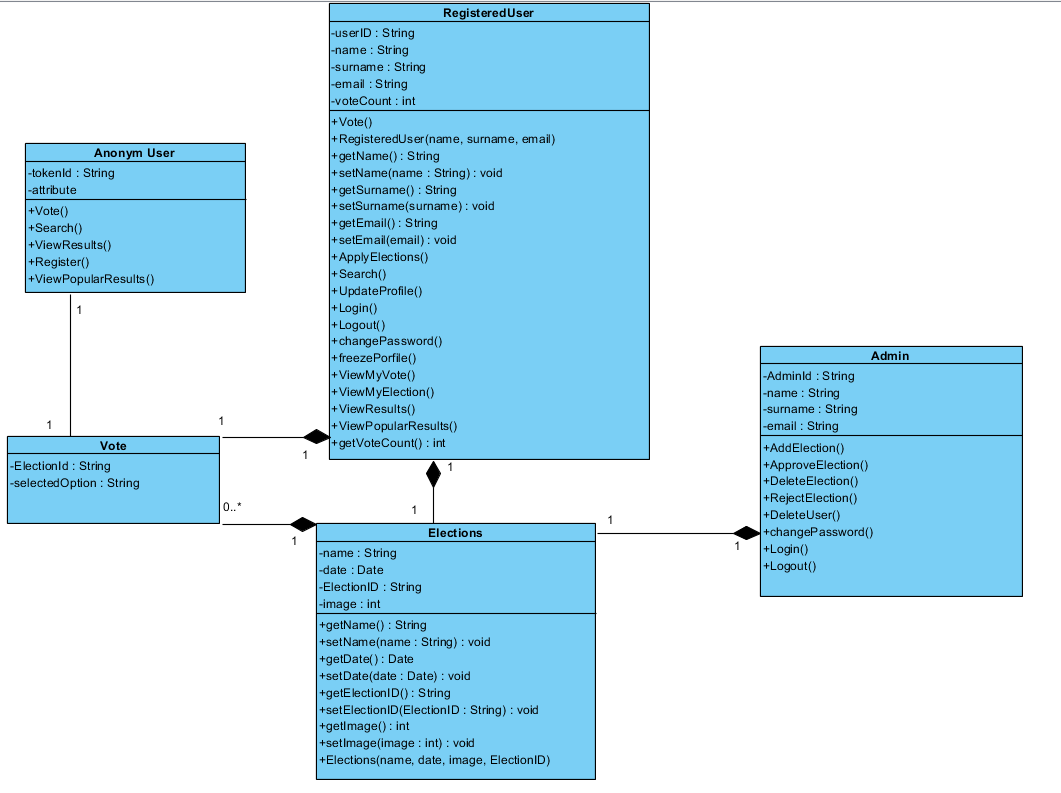 RegisteredUser
-userID : String
-name : String
-surname : String
-email : String
-voteCount : int
+Vote()
+RegisteredUser(name, surname, email)
+getName() : String
+setName(name : String) : void
+getSurname() : String
+setSurname(surname) : void
+getEmail() : String
+setEmail(email) : void
+ApplyElections()
+Search()
+UpdateProfile()
+Login()
+Logout()
+changePassword()
+freezePorfile()
+ViewMyVote()
+ViewMyElection()
+ViewResults()
+ViewPopularResults()
+getVoteCount() : int
Anonym User
-tokenId : String
-attribute
+Vote()
+Search()
+ViewResults()
+Register()
+ViewPopularResults()
1
1
Vote
-ElectionId : String
-selectedOption : String
1
1
0..*
1
1
1
Elections
-name : String
-date : Date
-ElectionID : String
-image : int
+getName() : String
+setName(name : String) : void
+getDate() : Date
+setDate(date : Date) : void
+getElectionID() : String
+setElectionID(ElectionID : String) : void
+getImage() : int
+setImage(image : int) : void
+Elections(name, date, image, ElectionID)
1
1
Admin
-AdminId : String
-name : String
-surname : String
-email : String
+AddElection()
+ApproveElection()
+DeleteElection()
+RejectElection()
+DeleteUser()
+changePassword()
+Login()
+Logout()